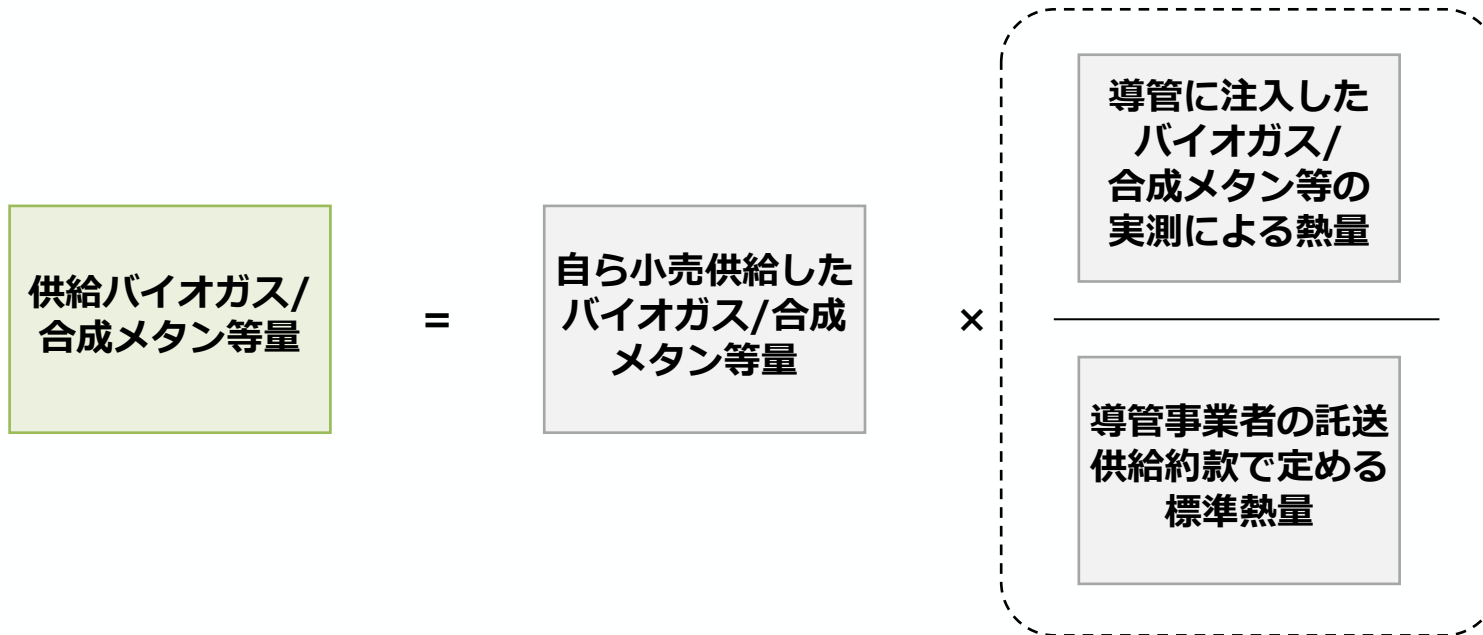 供給バイオガス/
合成メタン等量
=
自ら小売供給した
バイオガス/合成
メタン等量
×
導管に注入した
バイオガス/
合成メタン等の
実測による熱量
導管事業者の託送
供給約款で定める
標準熱量